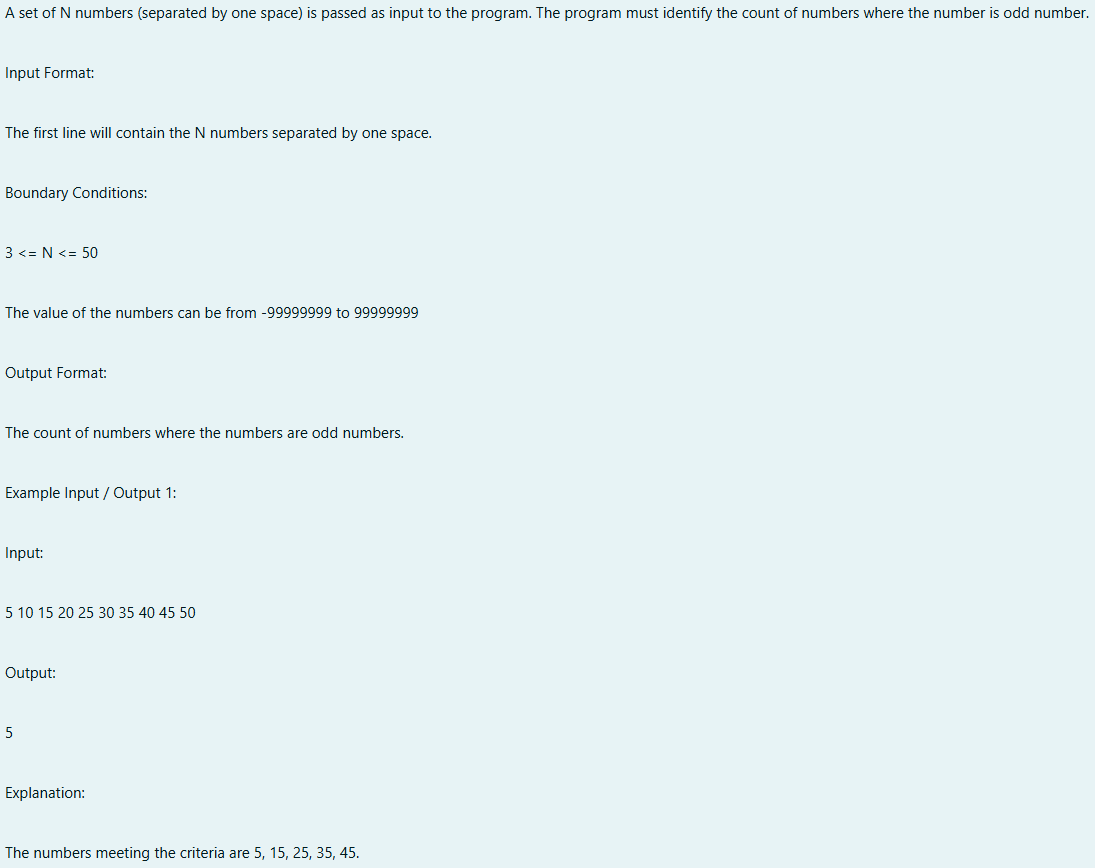 A set of N numbers (separated by one space) is passed as input to the program. The program must identify the count of numbers where the number is odd number.
Input Format:
The first line will contain the N numbers separated by one space.
Boundary Conditions:
3 <= N <= 50
The value of the numbers can be from -99999999 to 99999999
Output Format:
The count of numbers where the numbers are odd numbers.
Example Input / Output 1:
Input:
5 10 15 20 25 30 35 40 45 50
Output:
5
Explanation:
The numbers meeting the criteria are 5, 15, 25, 35, 45.